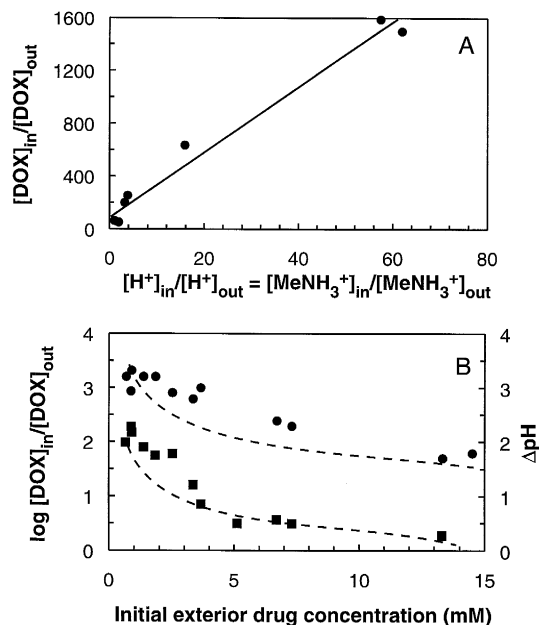 1600
A
1200
800
400
0
[DOX]in/[DOX]out
0 20 40 60 80
[H+]in/[H+]out = [MeNH3+]in/[MeNH3+]out
4 4
B
3 3
2 2
1 1
0 0
log [DOX]in/[DOX]out
ΔpH
0 5 10 15
Initial exterior drug concentration (mM)